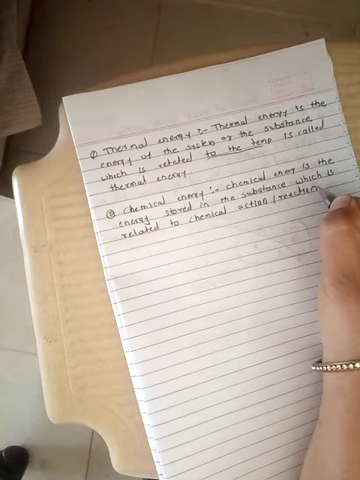 ① Thermal energy :- Thermal energy is the
energy of the system or the substance
which is related to the temp is called
thermal energy
② Chemical energy :- chemical enery is the
energy stored in the substance which is
related to chemical action / reaction